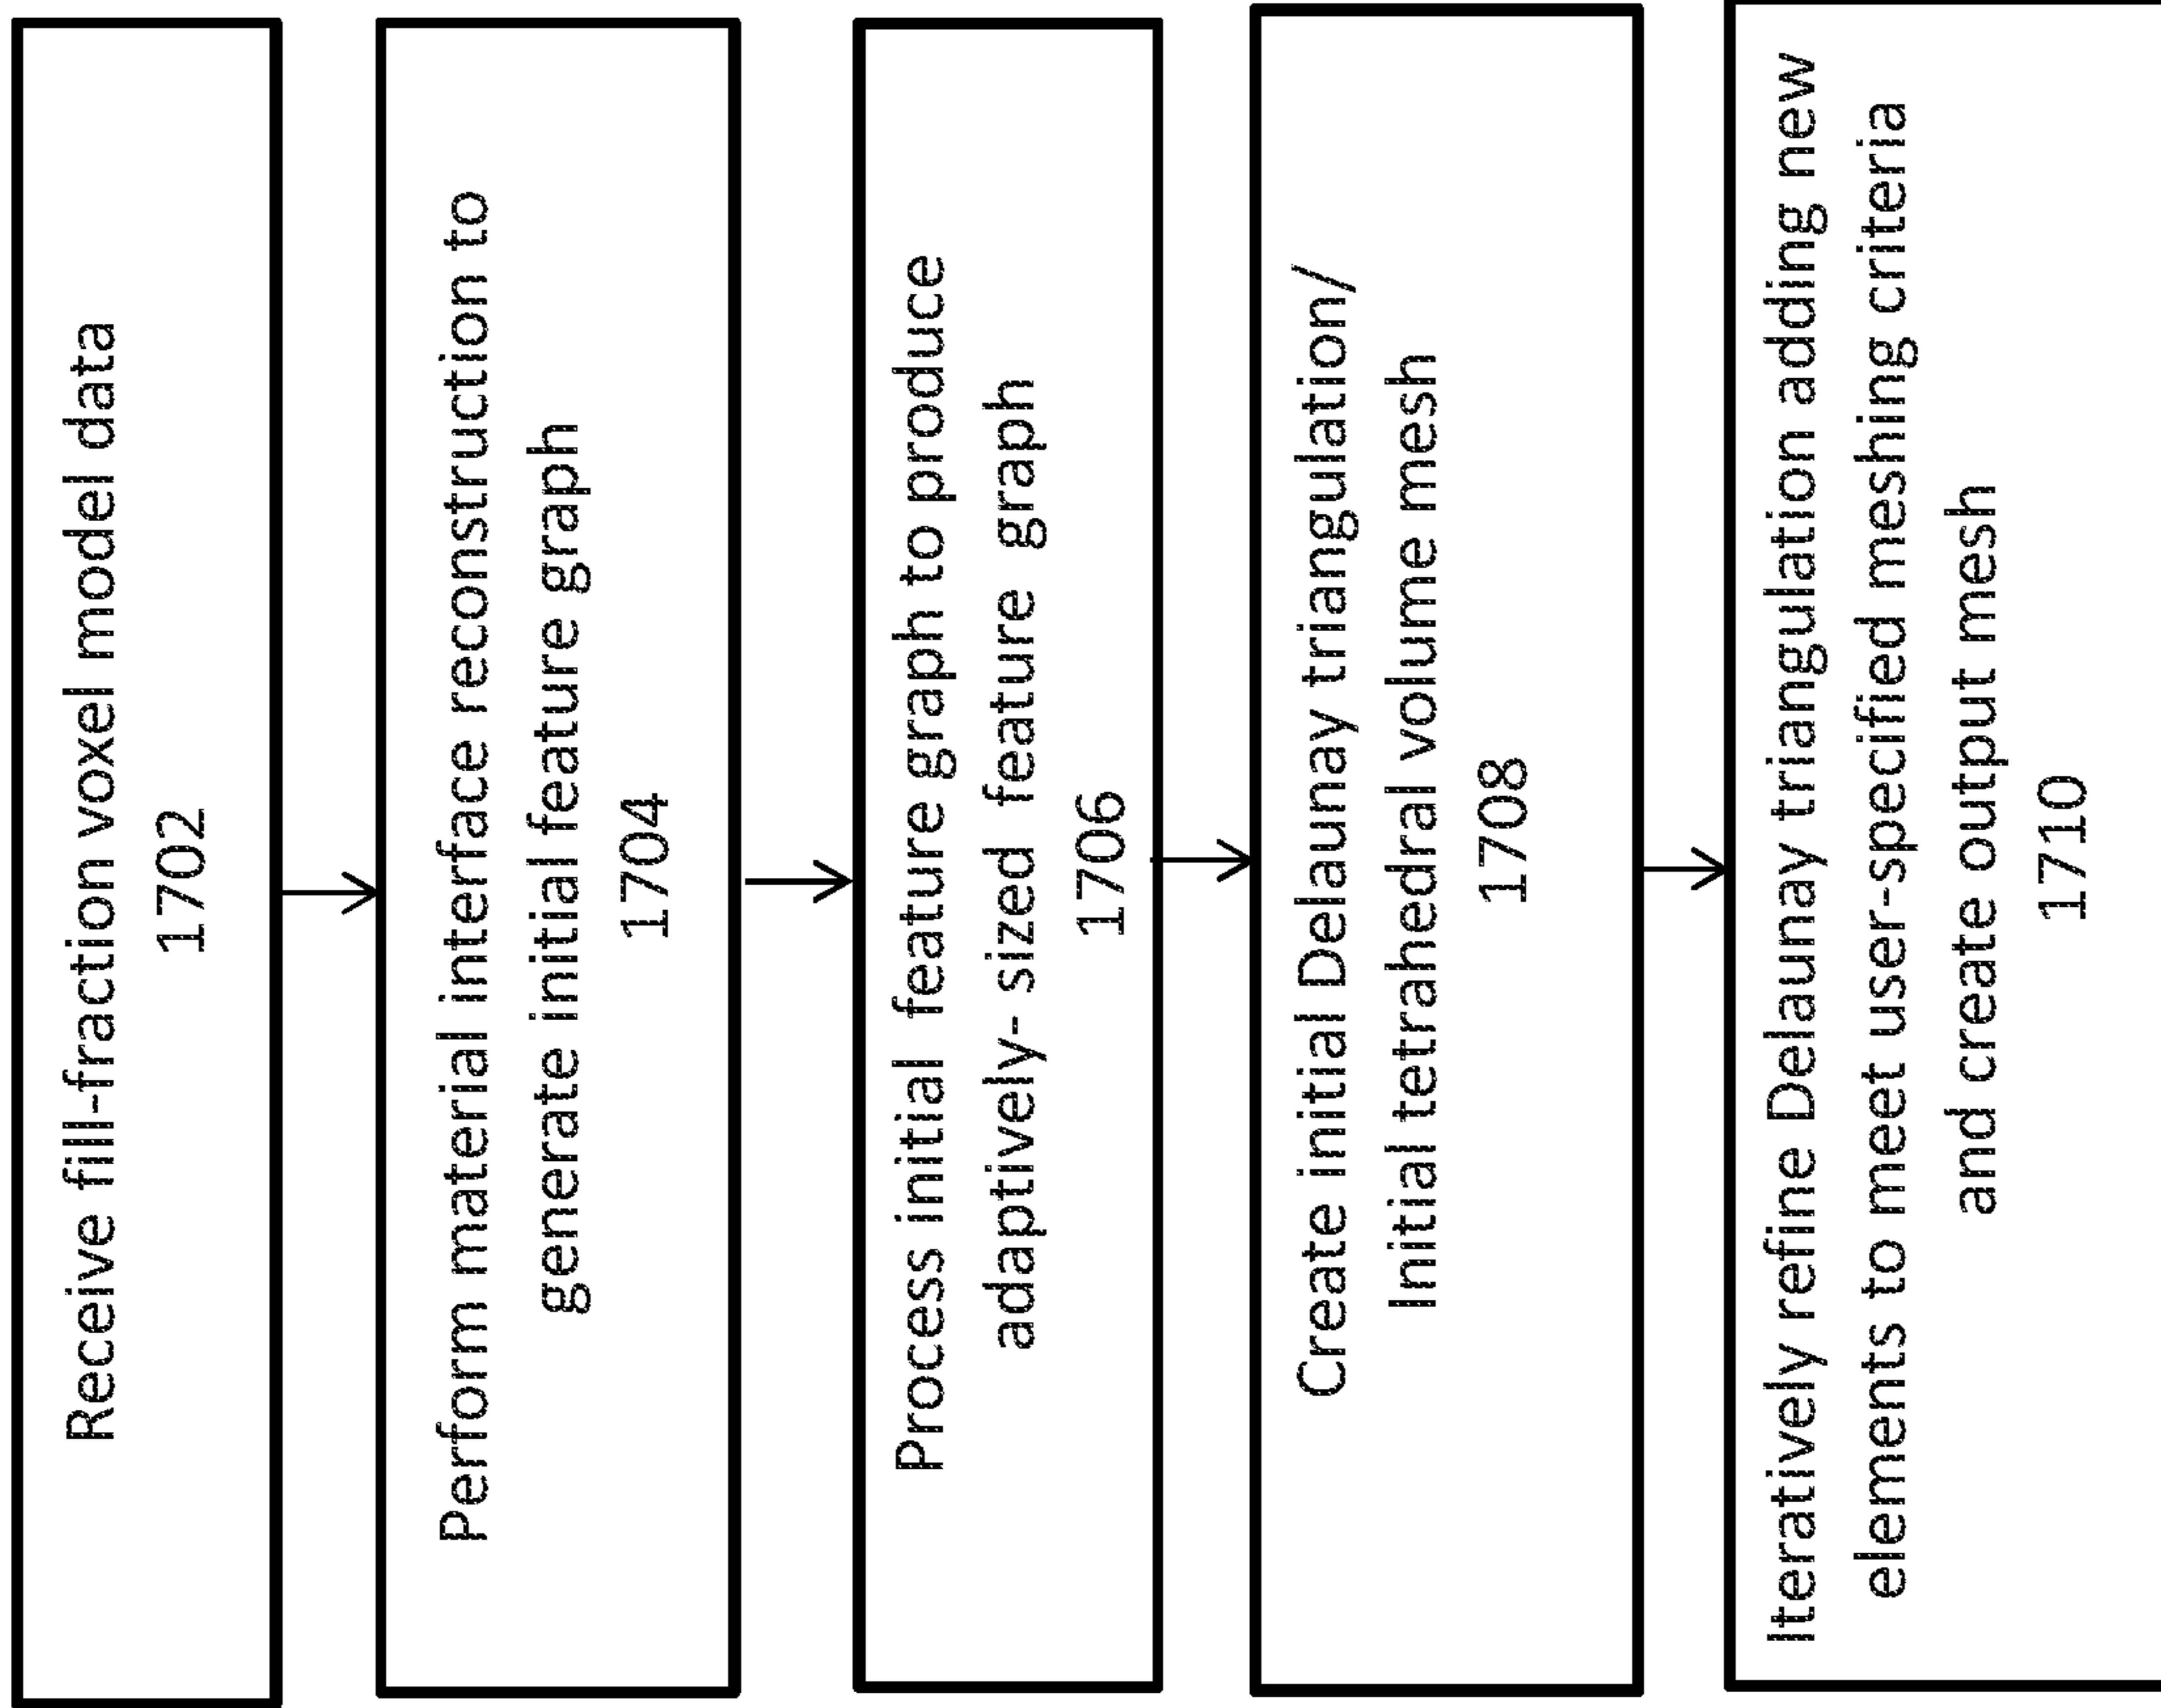 Receive fill-fraction voxel model data
1702
Perform material interface reconstruction to
generate initial feature graph
1704
Process initial feature graph to produce
adaptively- sized feature graph
1706
Create initial Delaunay triangulation/
Initial tetrahedral volume mesh
1708
Iteratively refine Delaunay triangulation adding new
elements to meet user-specified meshing criteria
and create output mesh
1710